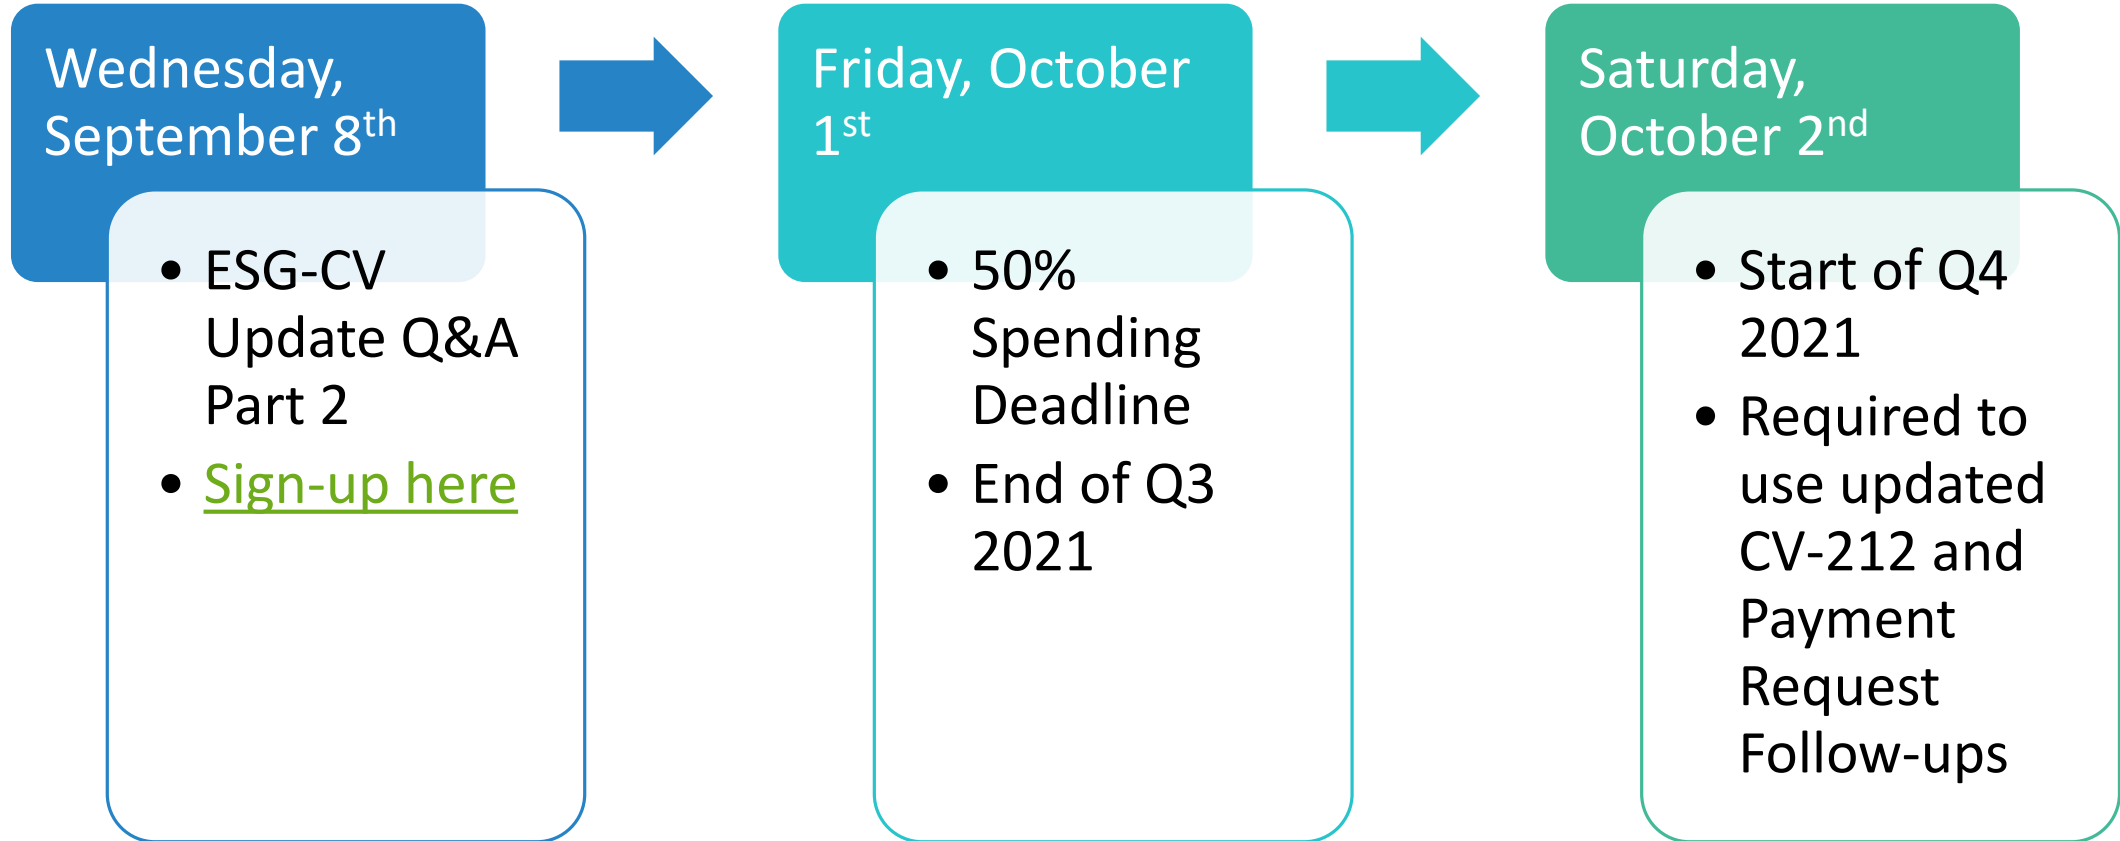 Wednesday,
September 8th
• ESG-CV
Update Q&A
Part 2
• Sign-up here
Friday, October
1st
• 50%
Spending
Deadline
• End of Q3
2021
Saturday,
October 2nd
• Start of Q4
2021
• Required to
use updated
CV-212 and
Payment
Request
Follow-ups